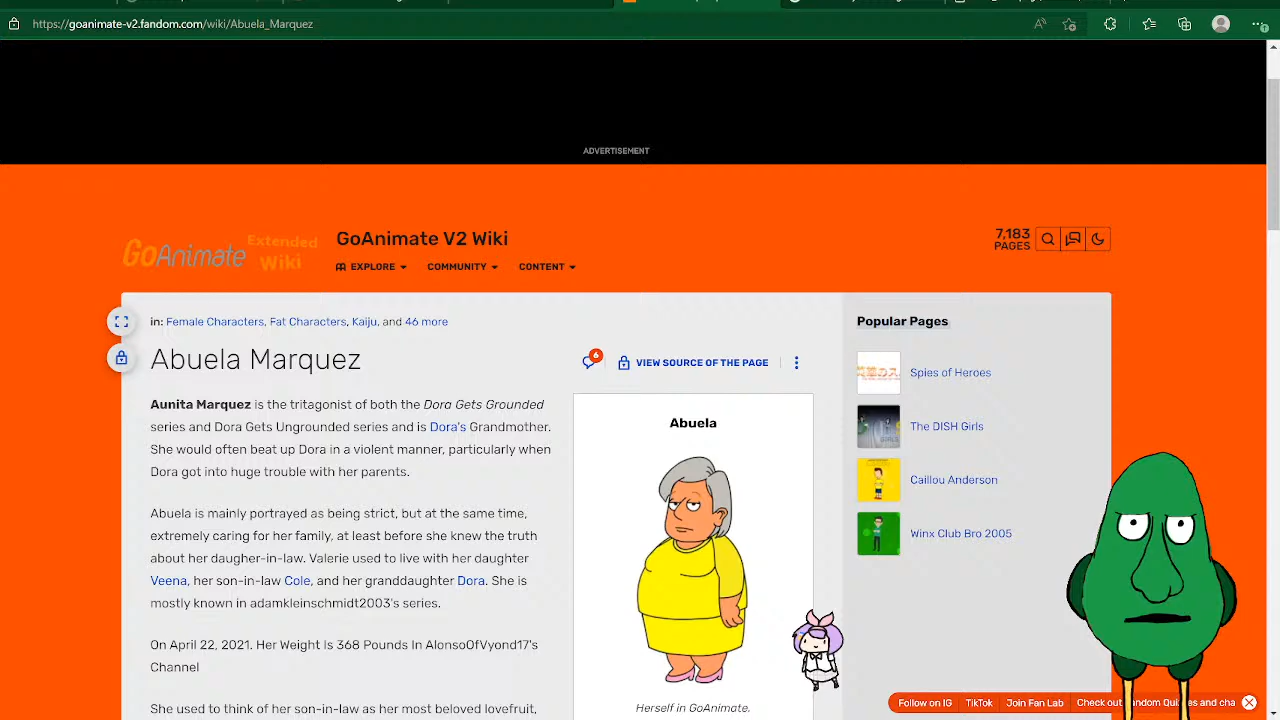 https://goanimate-v2.fandom.com/wiki/Abuela_Marquez
ADVERTISEMENT
GoAnimate Extended Wiki
GoAnimate V2 Wiki
7,183
PAGES
EXPLORE
COMMUNITY
CONTENT
in: Female Characters, Fat Characters, Kaiju, and 46 more
Abuela Marquez
6
VIEW SOURCE OF THE PAGE
Aunita Marquez is the tritagonist of both the Dora Gets Grounded
series and Dora Gets Ungrounded series and is Dora's Grandmother.
She would often beat up Dora in a violent manner, particularly when
Dora got into huge trouble with her parents.
Abuela is mainly portrayed as being strict, but at the same time,
extremely caring for her family, at least before she knew the truth
about her daugher-in-law. Valerie used to live with her daughter
Veena, her son-in-law Cole, and her granddaughter Dora. She is
mostly known in adamkleinschmidt2003's series.
On April 22, 2021. Her Weight Is 368 Pounds In AlonsoOfVyond17's
Channel
She used to think of her son-in-law as her most beloved breadfruit,
Abuela
Herself in GoAnimate.
Popular Pages
Spies of Heroes
The DISH Girls
Caillou Anderson
Winx Club Bro 2005
Follow on IG
TikTok
Join Fan Lab
Check out
and cha